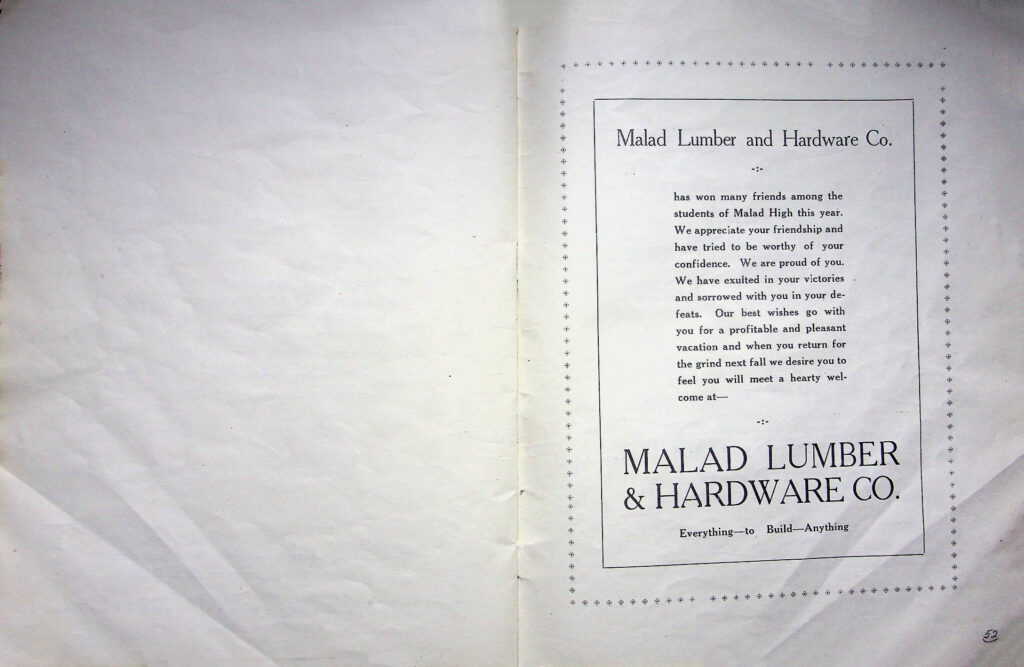 Malad Lumber and Hardware Co.
-:-
has won many friends among the
students of Malad High this year.
We appreciate your friendship and
have tried to be worthy of your
confidence. We are proud of you.
We have exulted in your victories
and sorrowed with you in your de-
feats. Our best wishes go with
you for a profitable and pleasant
vacation and when you return for
the grind next fall we desire you to
feel you will meet a hearty wel-
come at—
-:-
MALAD LUMBER
& HARDWARE CO.
Everything—to Build—Anything
52